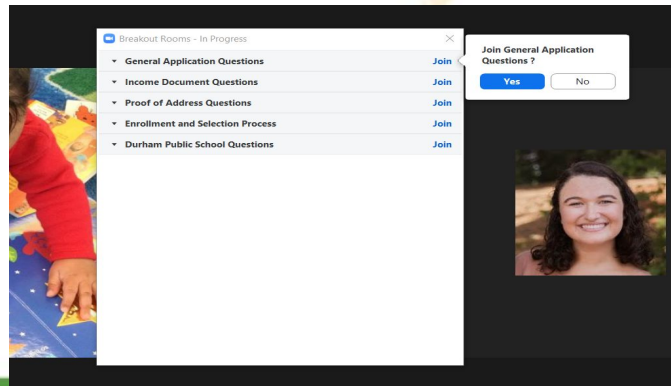 Breakout Rooms - In Progress
General Application Questions Join
Income Document Questions Join
Proof of Address Questions Join
Enrollment and Selection Process Join
Durham Public School Questions Join
Join General Application
Questions ?
Yes No